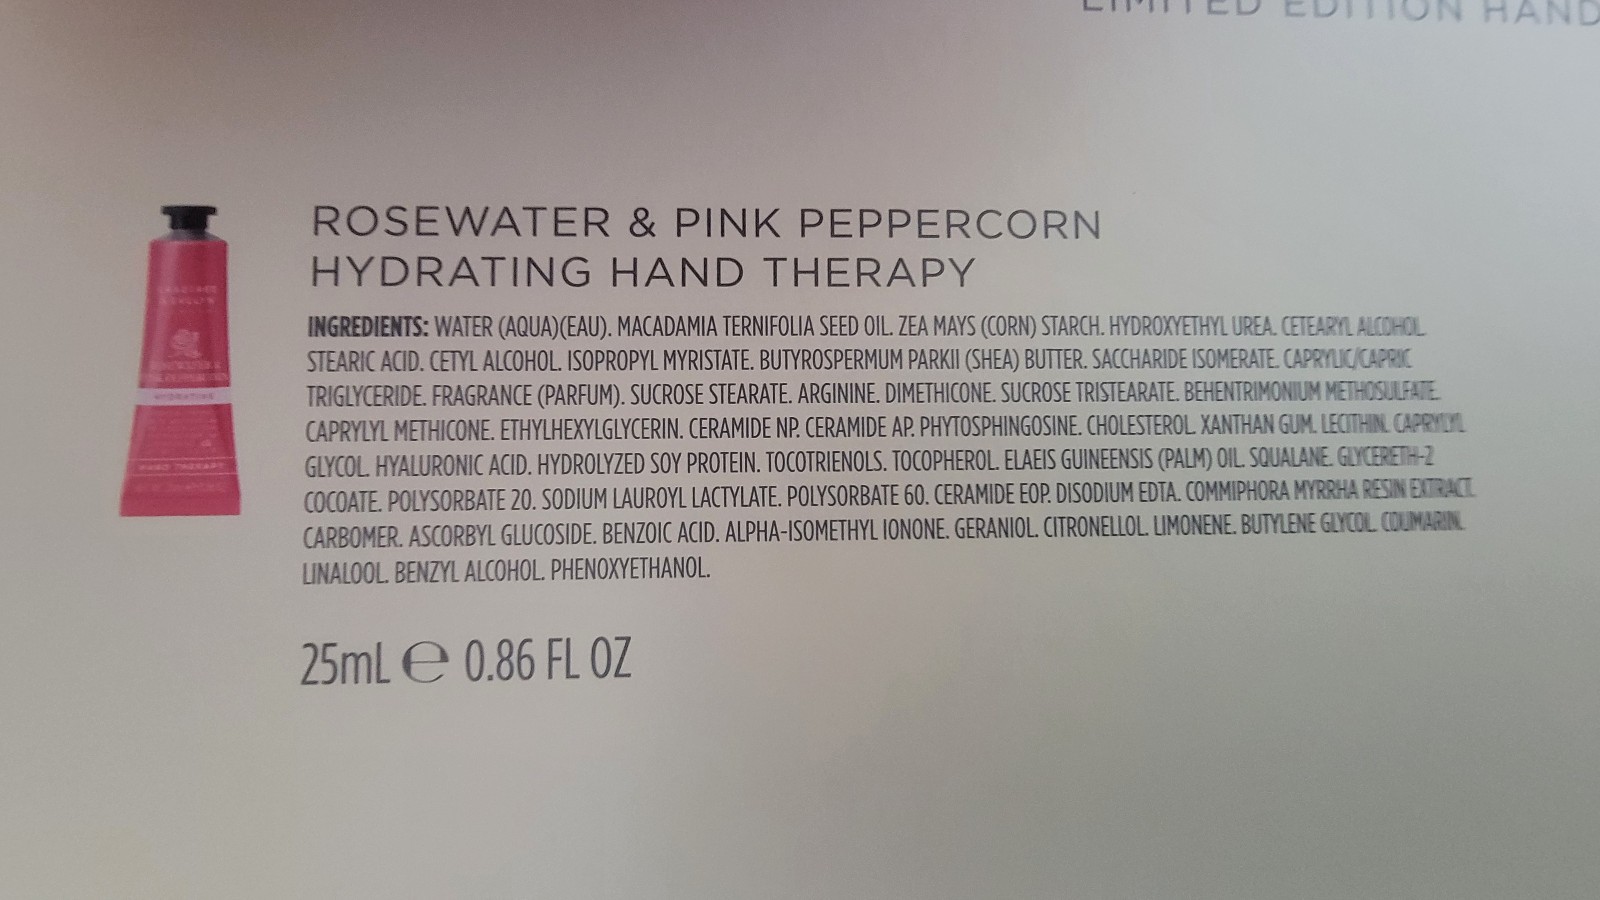 LIMITED EDITION HAND
ROSEWATER & PINK PEPPERCORN
HYDRATING HAND THERAPY
INGREDIENTS: WATER (AQUA)(EAU). MACADAMIA TERNIFOLIA SEED OIL. ZEA MAYS (CORN) STARCH. HYDROXYETHYL UREA. CETEARYL ALCOHOL.
STEARIC ACID. CETYL ALCOHOL. ISOPROPYL MYRISTATE. BUTYROSPERMUM PARKII (SHEA) BUTTER. SACCHARIDE ISOMERATE. CAPRYLIC/CAPRIC
TRIGLYCERIDE. FRAGRANCE (PARFUM). SUCROSE STEARATE. ARGININE. DIMETHICONE. SUCROSE TRISTEARATE. BEHENTRIMONIUM METHOSULFATE.
CAPRYLYL METHICONE. ETHYLHEXYLGLYCERIN. CERAMIDE NP. CERAMIDE AP. PHYTOSPHINGOSINE. CHOLESTEROL. XANTHAN GUM. LECITHIN. CAPRYLYL
GLYCOL. HYALURONIC ACID. HYDROLYZED SOY PROTEIN. TOCOTRIENOLS. TOCOPHEROL. ELAEIS GUINEENSIS (PALM) OIL. SQUALANE. GLYCERETH-2
COCOATE. POLYSORBATE 20. SODIUM LAUROYL LACTYLATE. POLYSORBATE 60. CERAMIDE EOP. DISODIUM EDTA. COMMIPHORA MYRRHA RESIN EXTRACT.
CARBOMER. ASCORBYL GLUCOSIDE. BENZOIC ACID. ALPHA-ISOMETHYL IONONE. GERANIOL. CITRONELLOL. LIMONENE. BUTYLENE GLYCOL. COUMARIN.
LINALOOL. BENZYL ALCOHOL. PHENOXYETHANOL.
25mL ℮ 0.86 FL OZ
HYDRATING
HAND THERAPY